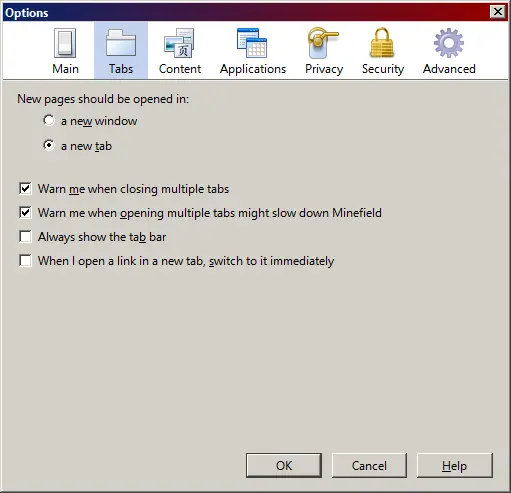 Options
Main Tabs Content Applications Privacy Security Advanced
New pages should be opened in:
a new window
a new tab
Warn me when closing multiple tabs
Warn me when opening multiple tabs might slow down Minefield
Always show the tab bar
When I open a link in a new tab, switch to it immediately
OK Cancel Help